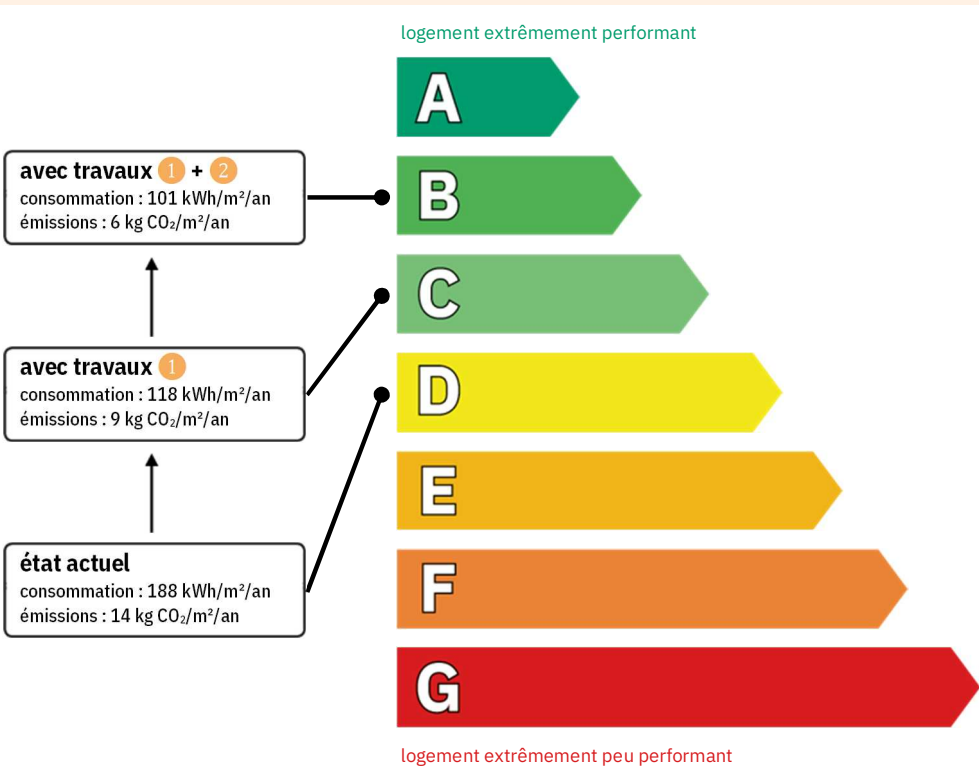 logement extrêmement performant
A
avec travaux 1 + 2
consommation : 101 kWh/m²/an
émissions : 6 kg CO₂/m²/an
B
C
avec travaux 1
consommation : 118 kWh/m²/an
émissions : 9 kg CO₂/m²/an
D
E
état actuel
consommation : 188 kWh/m²/an
émissions : 14 kg CO₂/m²/an
F
G
logement extrêmement peu performant